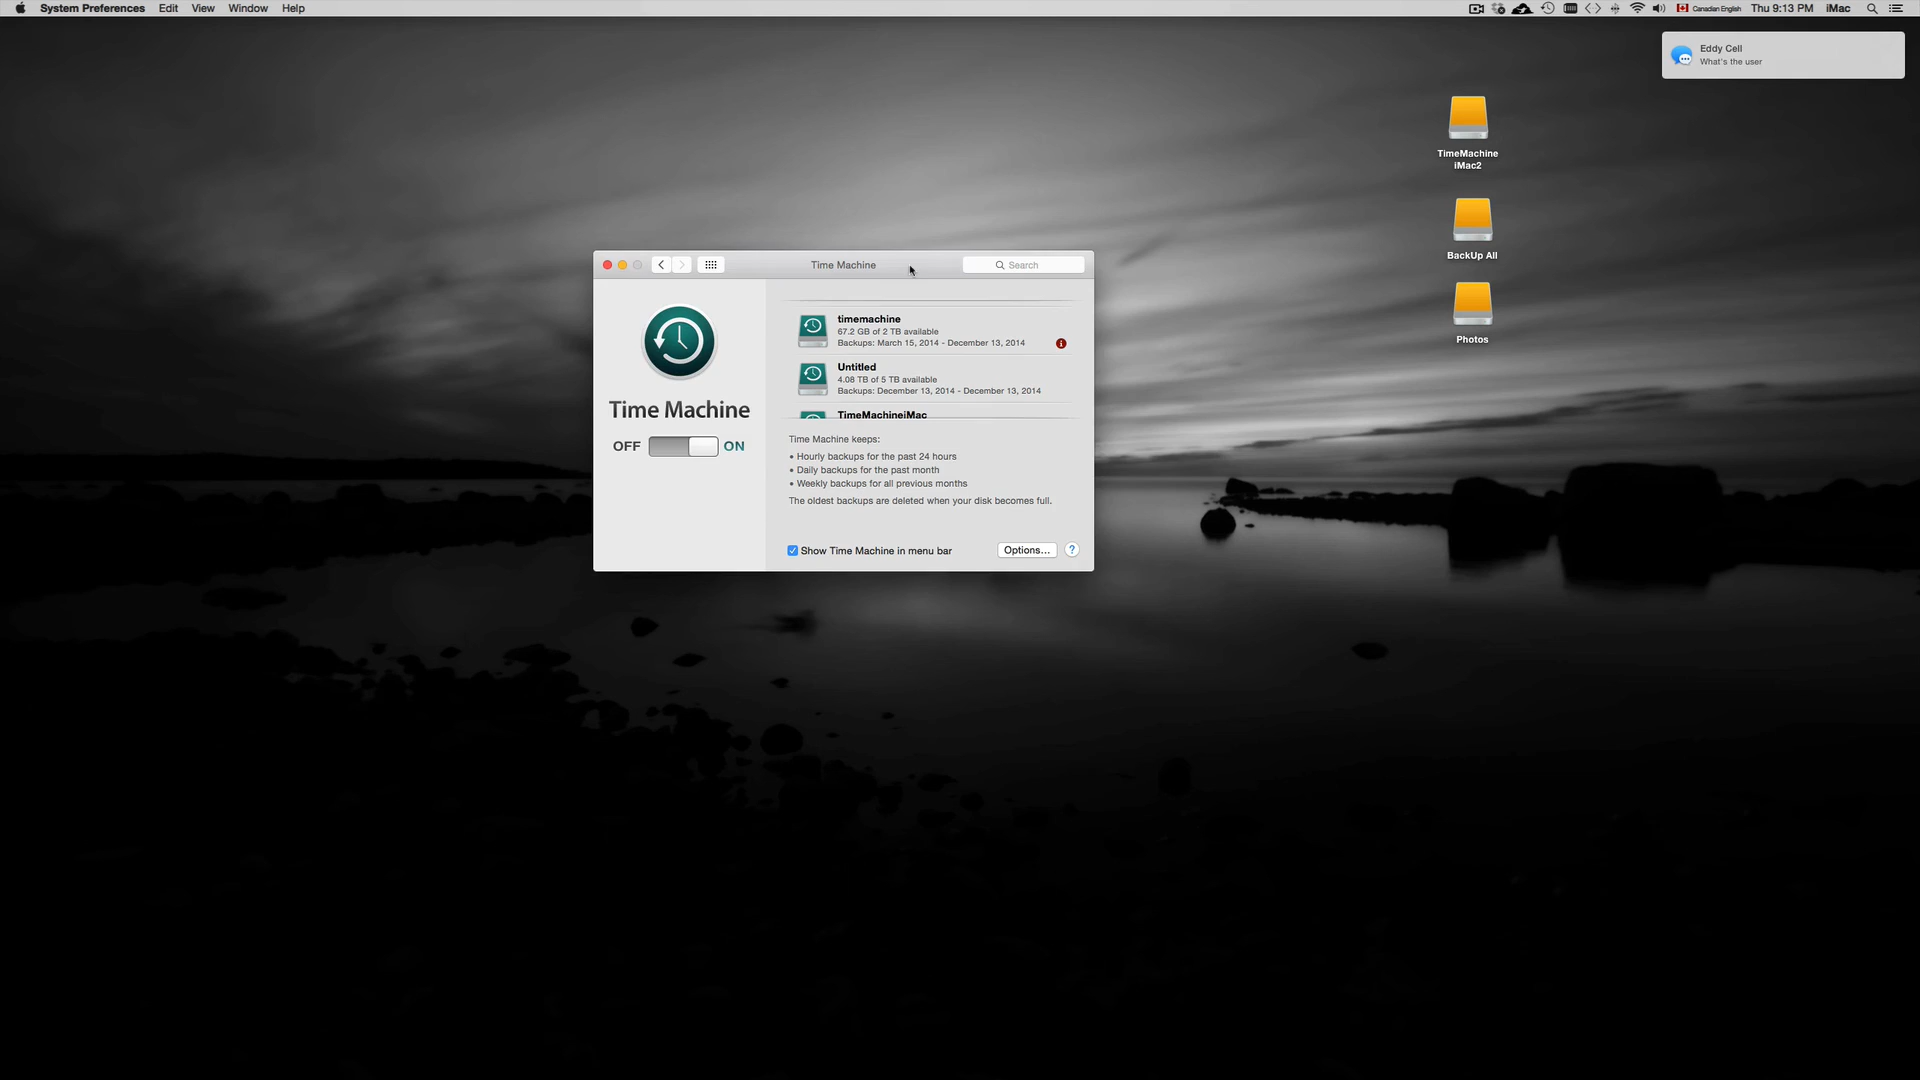 System Preferences Edit View Window Help
Canadian English Thu 9:13 PM iMac
Eddy Cell
What's the user
TimeMachine
iMac2
BackUp All
Photos
Time Machine
Search
timemachine
67.2 GB of 2 TB available
Backups: March 15, 2014 - December 13, 2014
Untitled
4.08 TB of 5 TB available
Backups: December 13, 2014 - December 13, 2014
TimeMachineiMac
Time Machine
OFF ON
Time Machine keeps:
• Hourly backups for the past 24 hours
• Daily backups for the past month
• Weekly backups for all previous months
The oldest backups are deleted when your disk becomes full.
Show Time Machine in menu bar
Options...
?